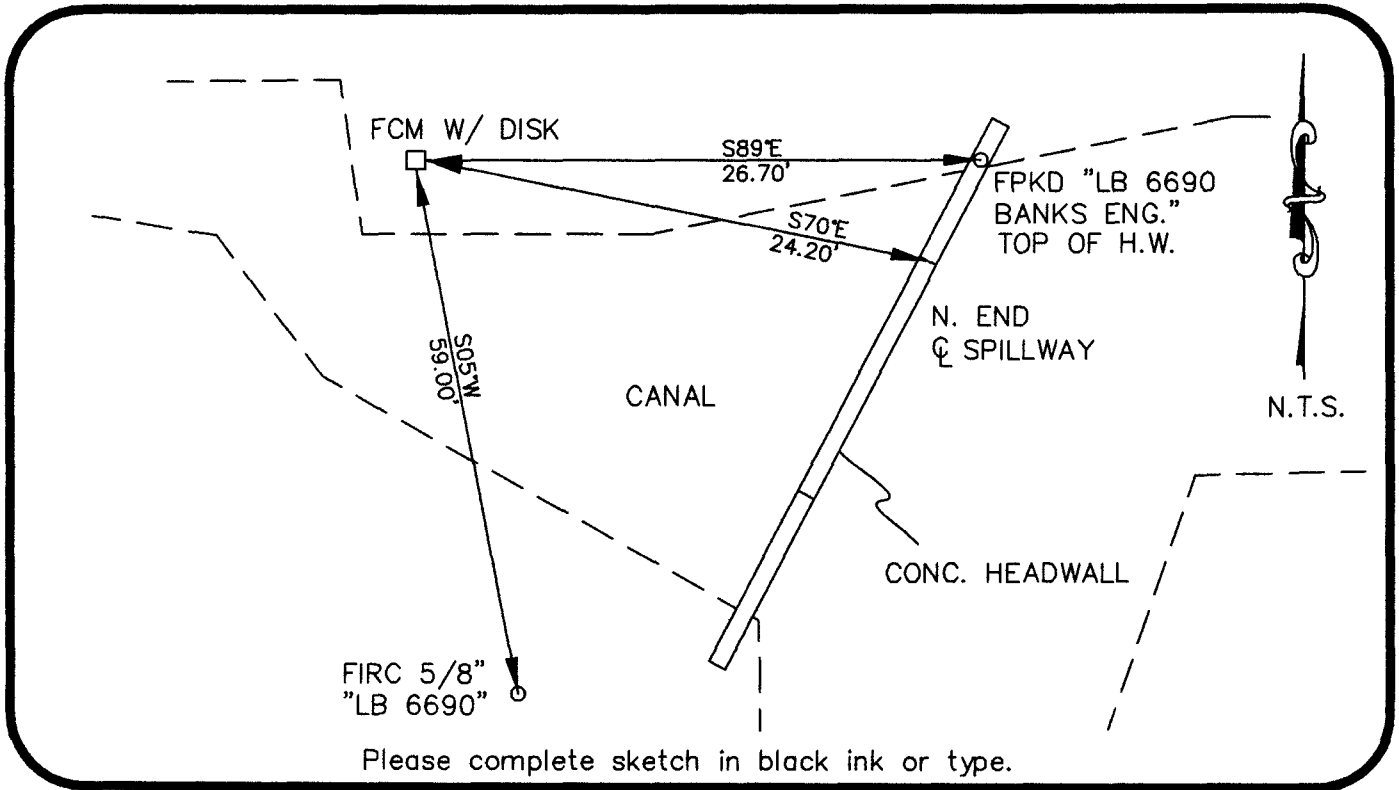 FCM W/ DISK
S89°E
26.70'
FPKD "LB 6690
BANKS ENG."
TOP OF H.W.
S70°E
24.20'
N. END
℄ SPILLWAY
S05°W
59.00'
CANAL
N.T.S.
CONC. HEADWALL
FIRC 5/8"
"LB 6690"
Please complete sketch in black ink or type.